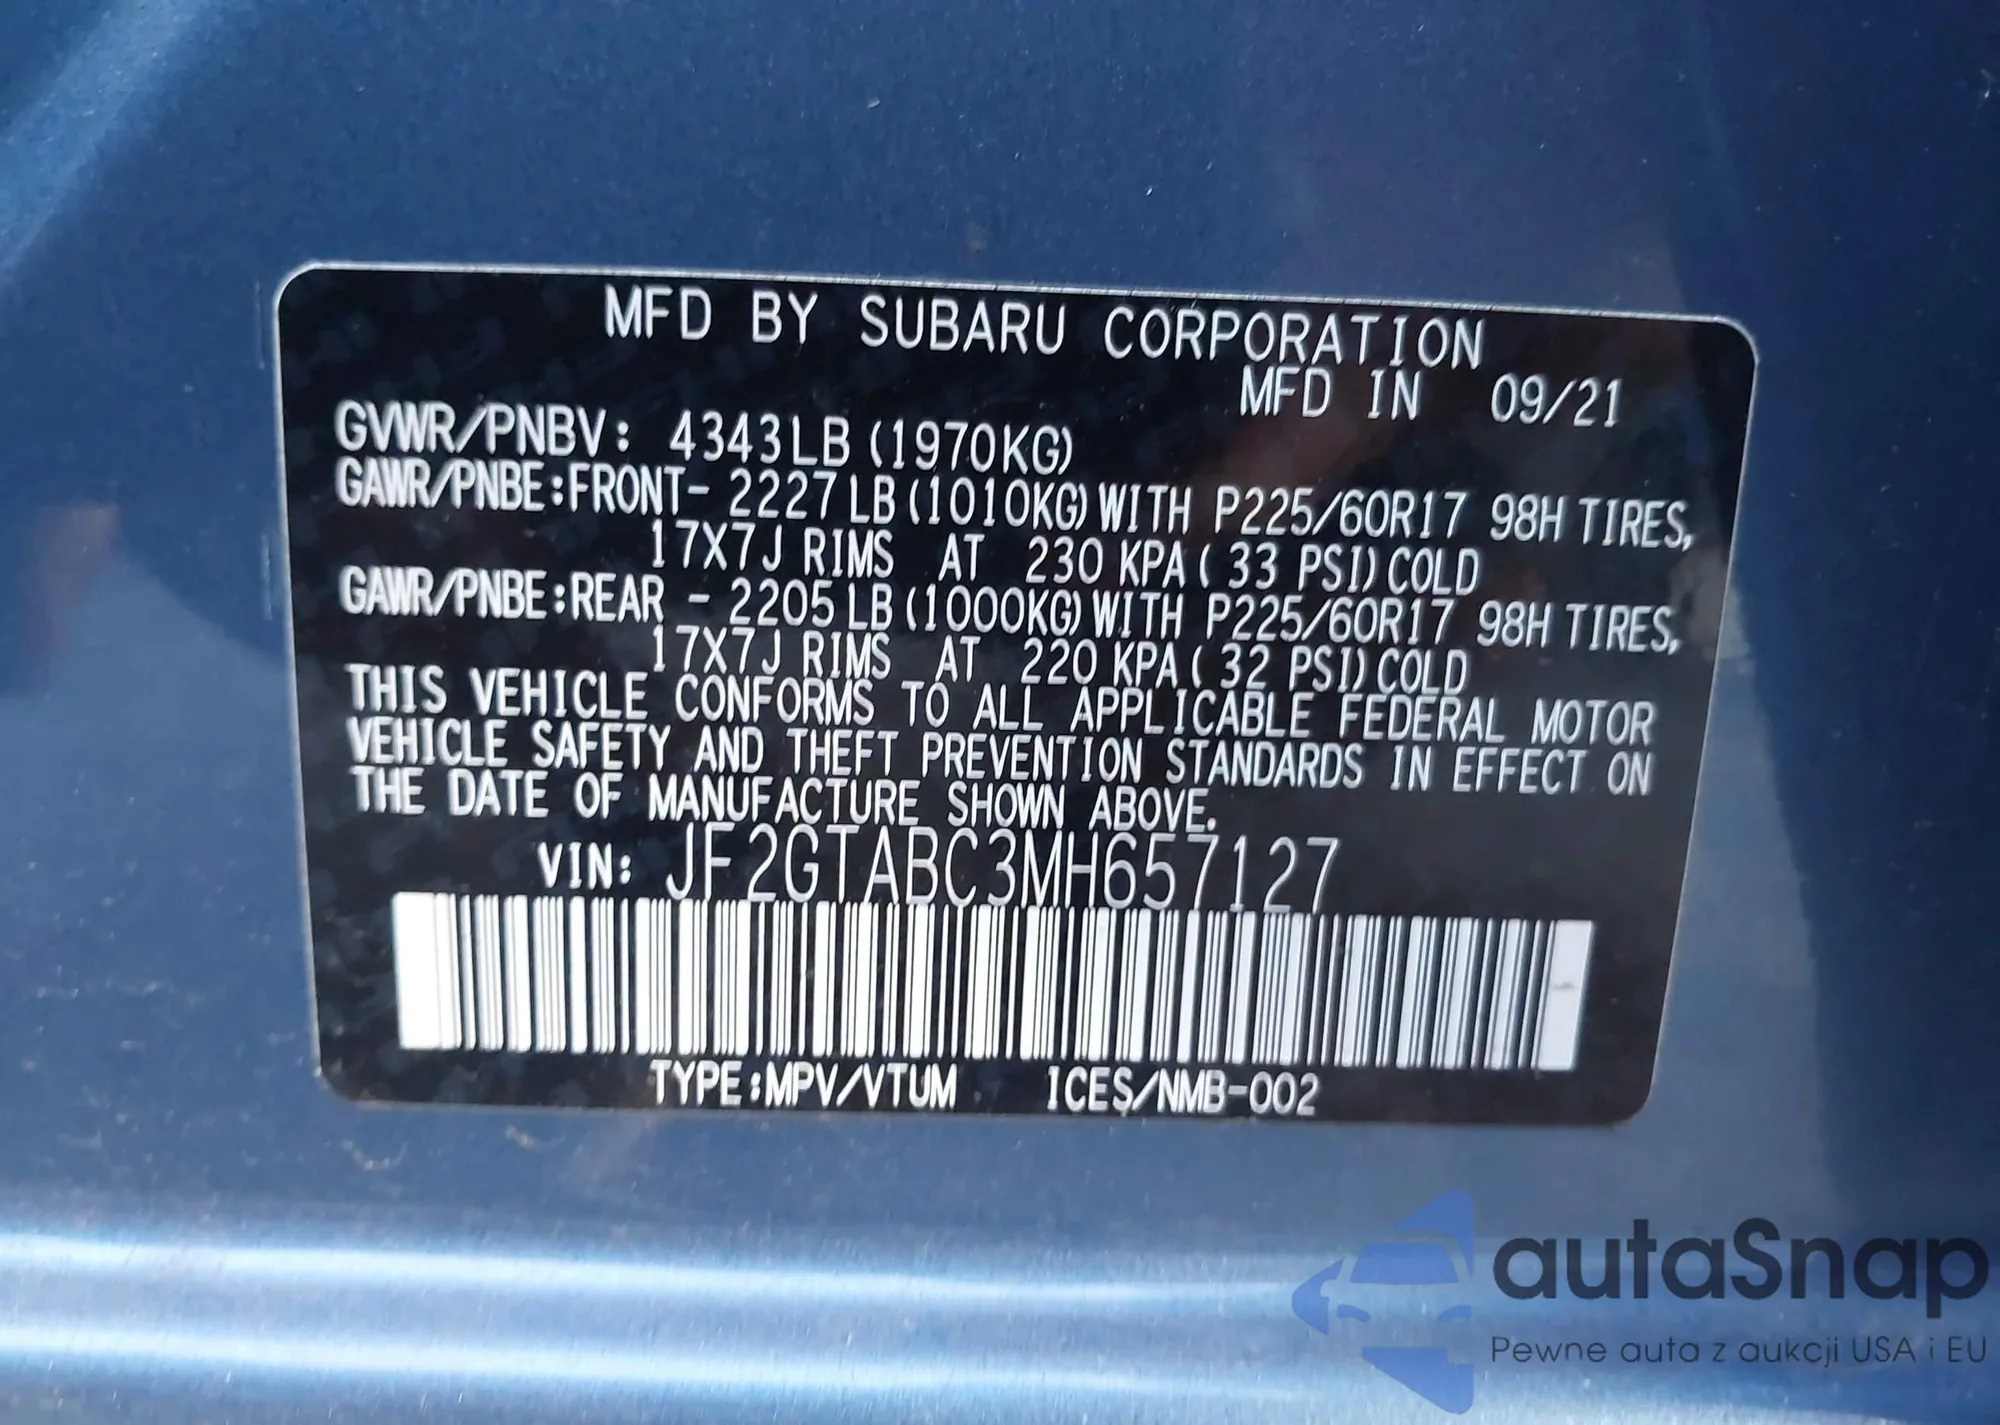 MFD BY SUBARU CORPORATION
MFD IN 09/21
GVWR/PNBV: 4343LB (1970KG)
GAWR/PNBE:FRONT- 2227LB (1010KG) WITH P225/60R17 98H TIRES,
17X7J RIMS AT 230 KPA ( 33 PSI) COLD
GAWR/PNBE:REAR - 2205LB (1000KG) WITH P225/60R17 98H TIRES,
17X7J RIMS AT 220 KPA ( 32 PSI) COLD
THIS VEHICLE CONFORMS TO ALL APPLICABLE FEDERAL MOTOR
VEHICLE SAFETY AND THEFT PREVENTION STANDARDS IN EFFECT ON
THE DATE OF MANUFACTURE SHOWN ABOVE.
VIN: JF2GTABC3MH657127
TYPE:MPV/VTUM ICES/NMB-002
autaSnap
Pewne auta z aukcji USA i EU